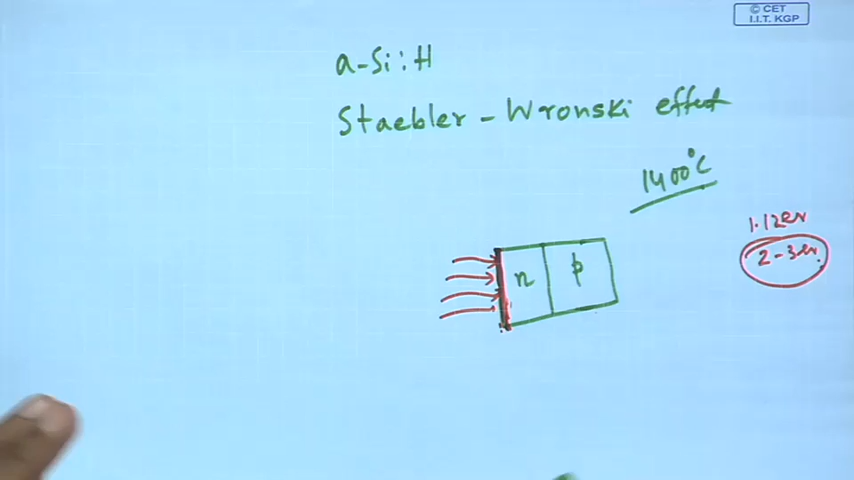 © CET
I.I.T. KGP
a-Si:H
Staebler-Wronski effect
1400°C
1.12ev
2-3ev.
n
p